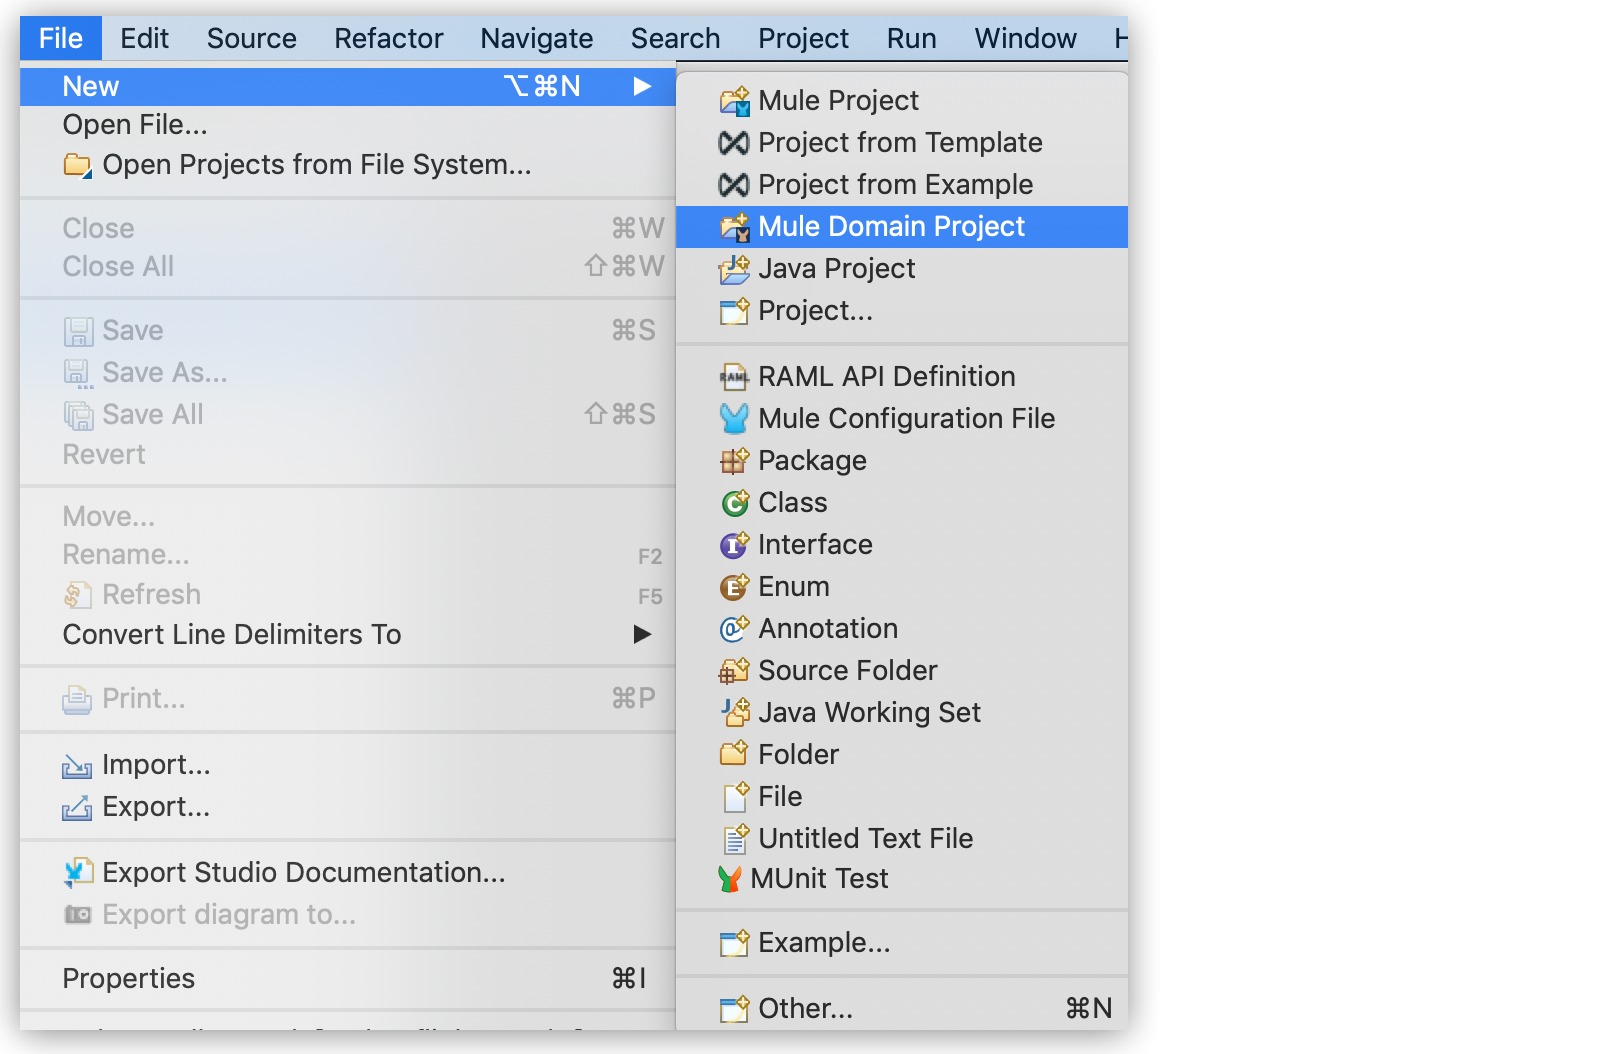 File Edit Source Refactor Navigate Search Project Run Window
New ⌥⌘N ▶
Open File...
Open Projects from File System...
Close ⌘W
Close All ⇧⌘W
Save ⌘S
Save As...
Save All ⇧⌘S
Revert
Move...
Rename... F2
Refresh F5
Convert Line Delimiters To ▶
Print... ⌘P
Import...
Export...
Export Studio Documentation...
Export diagram to...
Properties ⌘I
Mule Project
Project from Template
Project from Example
Mule Domain Project
Java Project
Project...
RAML API Definition
Mule Configuration File
Package
Class
Interface
Enum
Annotation
Source Folder
Java Working Set
Folder
File
Untitled Text File
MUnit Test
Example...
Other... ⌘N